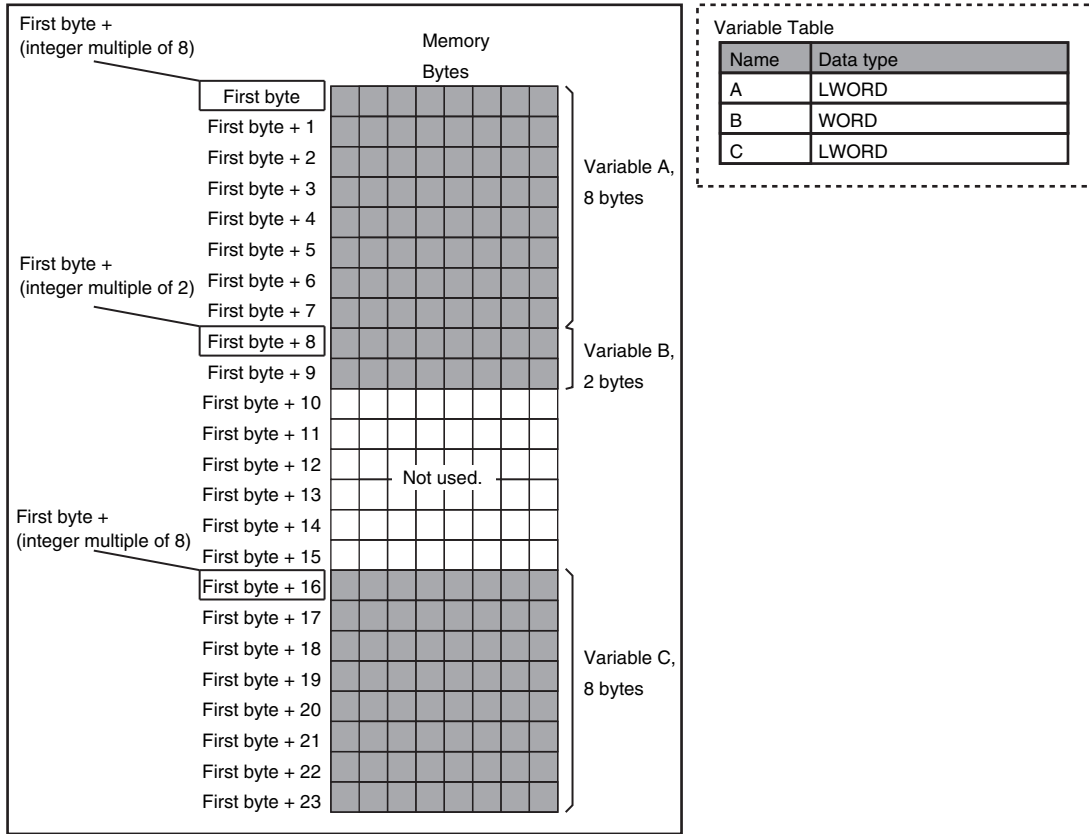 First byte +
(integer multiple of 8)
Memory
Bytes
First byte
First byte + 1
First byte + 2
First byte + 3
First byte + 4
First byte + 5
First byte + 6
First byte + 7
First byte +
(integer multiple of 2)
First byte + 8
First byte + 9
First byte + 10
First byte + 11
First byte + 12
First byte + 13
First byte + 14
First byte + 15
First byte +
(integer multiple of 8)
First byte + 16
First byte + 17
First byte + 18
First byte + 19
First byte + 20
First byte + 21
First byte + 22
First byte + 23
Variable A,
8 bytes
Variable B,
2 bytes
Not used.
Variable C,
8 bytes
Variable Table
Name Data type
A LWORD
B WORD
C LWORD